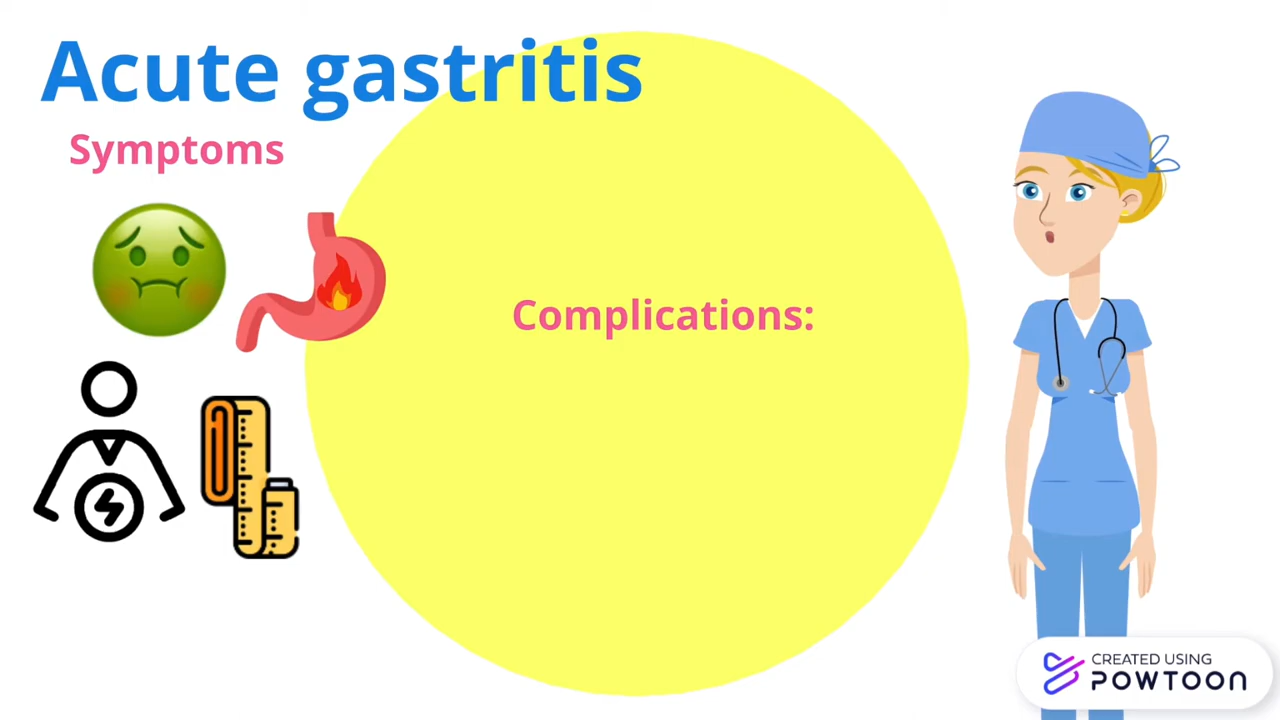 Acute gastritis
Symptoms
Complications:
CREATED USING
POWTOON